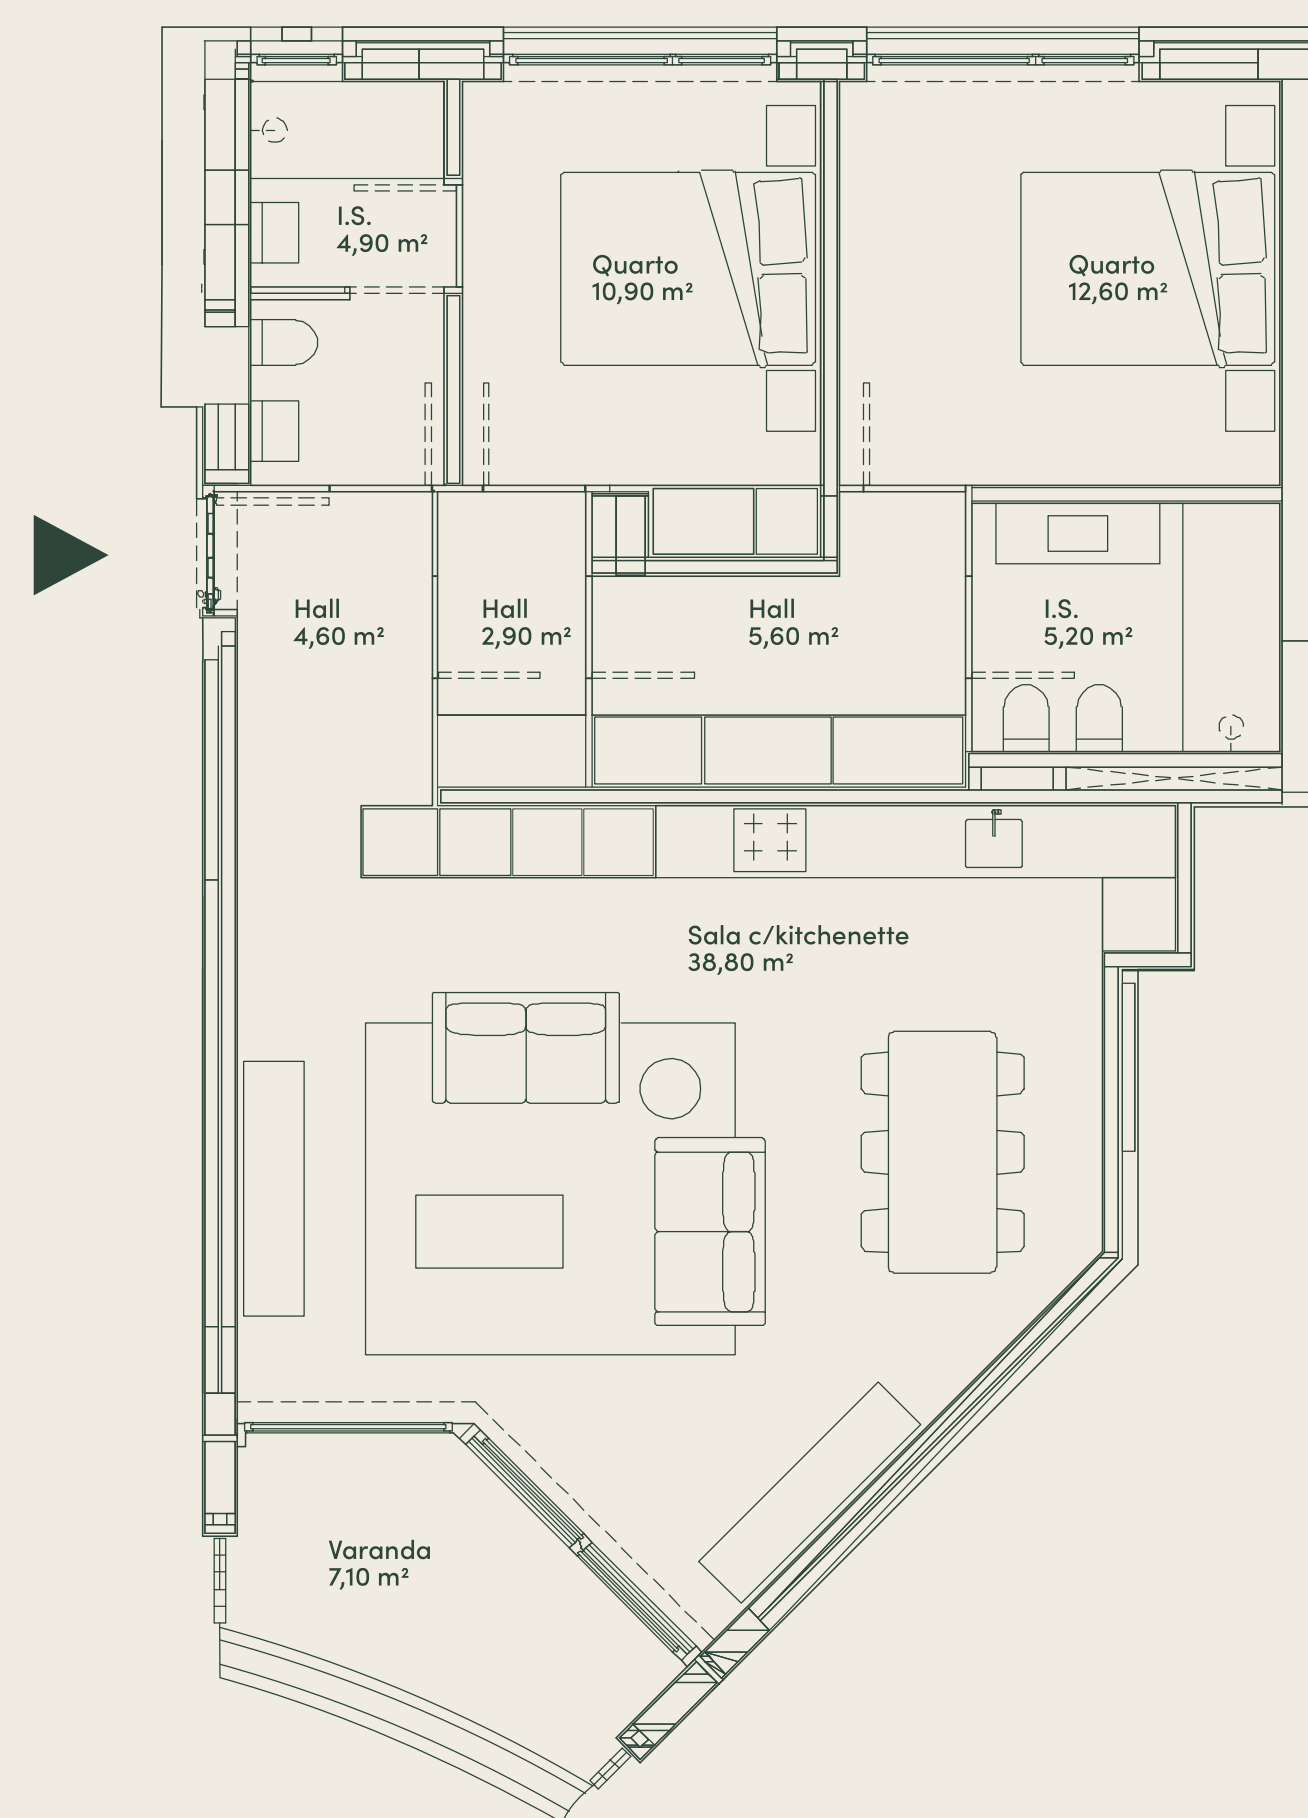 I.S.
4,90 m²
Quarto
10,90 m²
Quarto
12,60 m²
Hall
4,60 m²
Hall
2,90 m²
Hall
5,60 m²
I.S.
5,20 m²
Sala c/kitchenette
38,80 m²
Varanda
7,10 m²